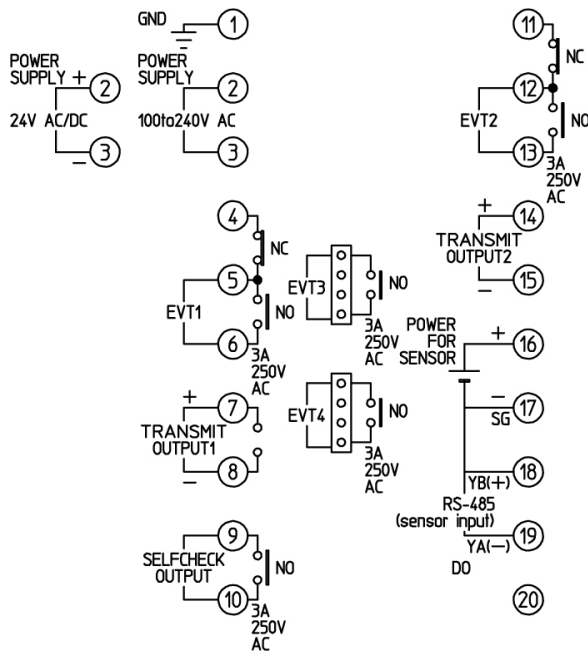 GND
1
POWER
SUPPLY +
2
24V AC/DC
−
3
POWER
SUPPLY
2
100to240V AC
3
4
NC
5
EVT1
NO
6
3A
250V
AC
EVT3
NO
3A
250V
AC
+
7
TRANSMIT
OUTPUT1
−
8
EVT4
NO
3A
250V
AC
9
SELFCHECK
OUTPUT
NO
10
3A
250V
AC
11
NC
12
EVT2
NO
13
3A
250V
AC
+
14
TRANSMIT
OUTPUT2
−
15
POWER
FOR
SENSOR
+
16
−
17
SG
18
YB(+)
RS-485
(sensor input)
19
YA(−)
DO
20